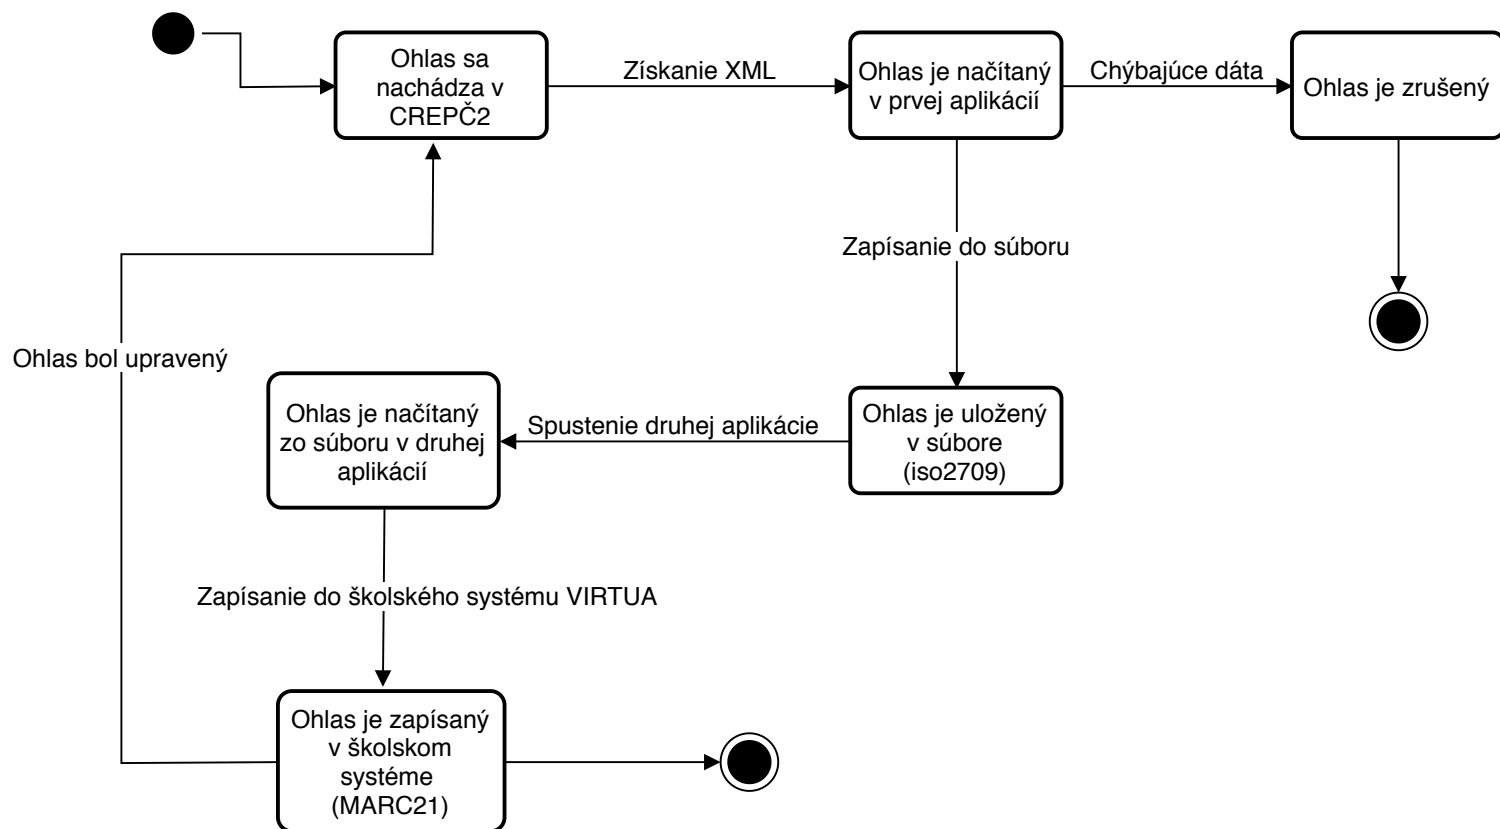 Ohlas sa
nachádza v
CREPČ2
Získanie XML
Ohlas je načítaný
v prvej aplikácií
Chýbajúce dáta
Ohlas je zrušený
Zapísanie do súboru
Ohlas bol upravený
Ohlas je načítaný
zo súboru v druhej
aplikácií
Spustenie druhej aplikácie
Ohlas je uložený
v súbore
(iso2709)
Zapísanie do školského systému VIRTUA
Ohlas je zapísaný
v školskom
systéme
(MARC21)